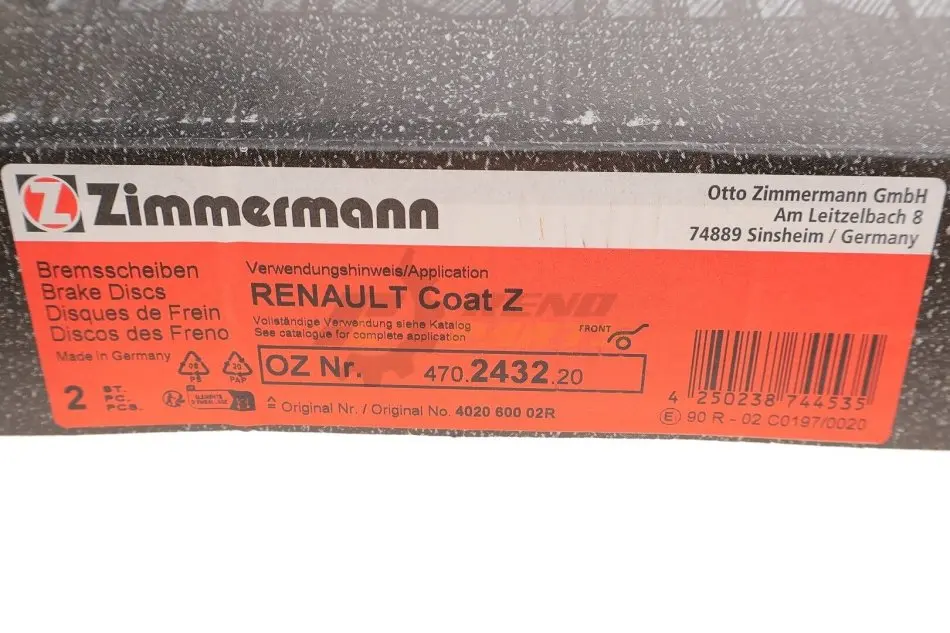 Z Zimmermann
Otto Zimmermann GmbH
Am Leitzelbach 8
74889 Sinsheim / Germany
Bremsscheiben
Brake Discs
Disques de Frein
Discos des Freno
Made in Germany
2 ST.
PC.
PCS.
Verwendungshinweis/Application
RENAULT Coat Z
Vollständige Verwendung siehe Katalog
See catalogue for complete application
FRONT
OZ Nr. 470.2432.20
≙ Original Nr. / Original No. 4020 600 02R
20
PAP
4 250238 744535
E 90 R - 02 C0197/0020